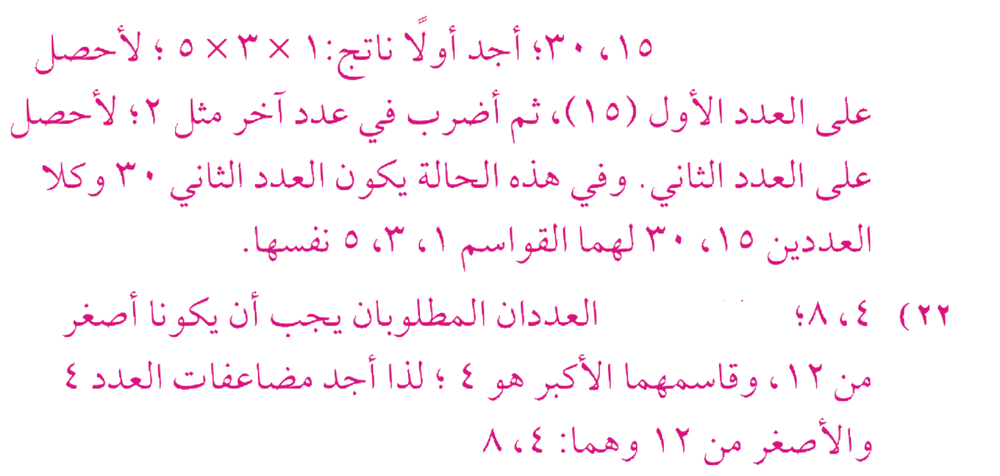 ١٥، ٣٠؛ أجد أولًا ناتج: ١ × ٣ × ٥ ؛ لأحصل
على العدد الأول (١٥)، ثم أضرب في عدد آخر مثل ٢؛ لأحصل
على العدد الثاني. وفي هذه الحالة يكون العدد الثاني ٣٠ وكلا
العددين ١٥، ٣٠ لهما القواسم ١، ٣، ٥ نفسها.
٢٢) ٤، ٨؛ العددان المطلوبان يجب أن يكونا أصغر
من ١٢، وقاسمهما الأكبر هو ٤ ؛ لذا أجد مضاعفات العدد ٤
والأصغر من ١٢ وهما: ٤، ٨